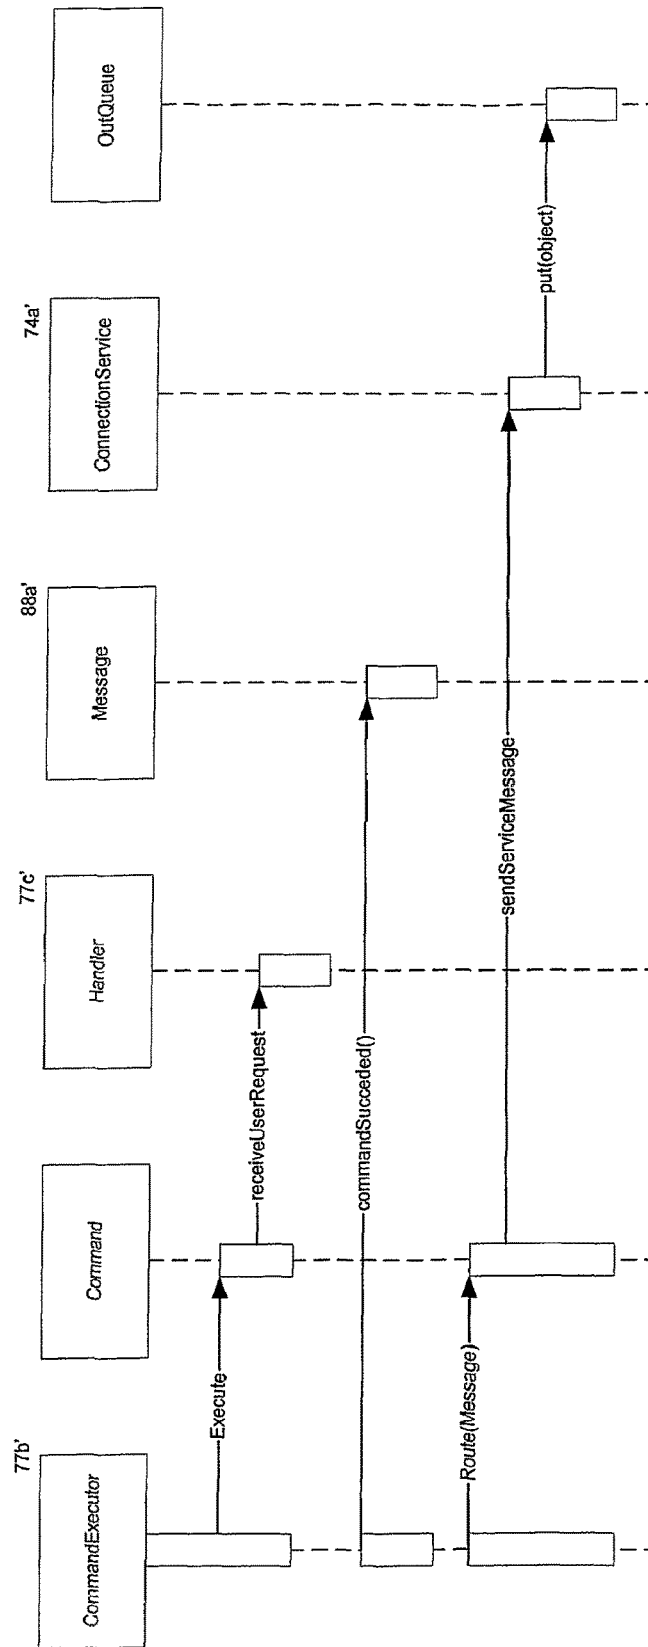 77b'
CommandExecutor
Command
77c'
Handler
88a'
Message
74a'
ConnectionService
OutQueue
Execute
receiveUserRequest
commandSucceded()
Route(Message)
sendServiceMessage
put(object)